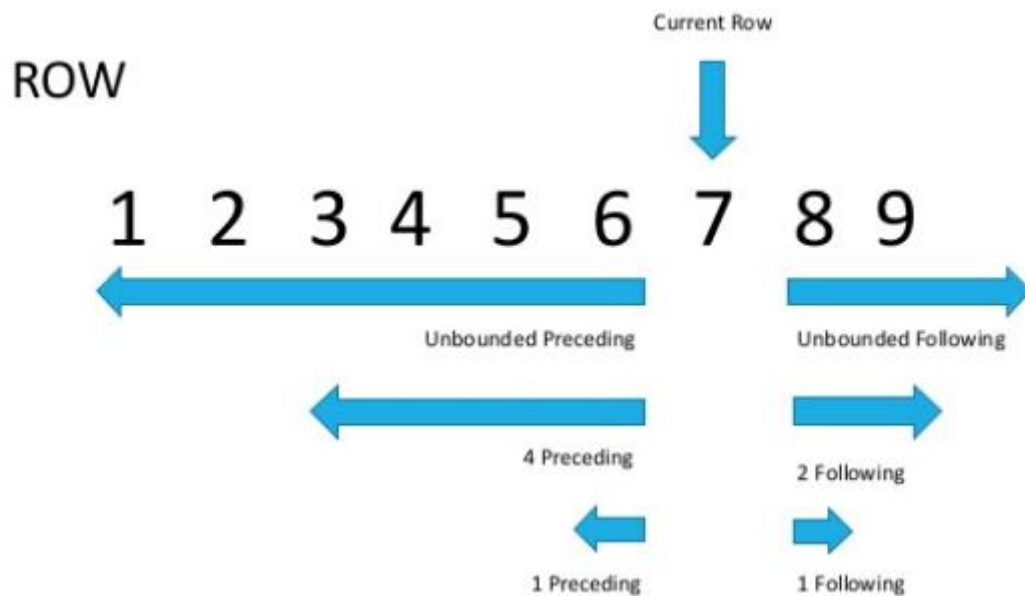 Current Row
ROW
1 2 3 4 5 6 7 8 9
Unbounded Preceding Unbounded Following
4 Preceding 2 Following
1 Preceding 1 Following